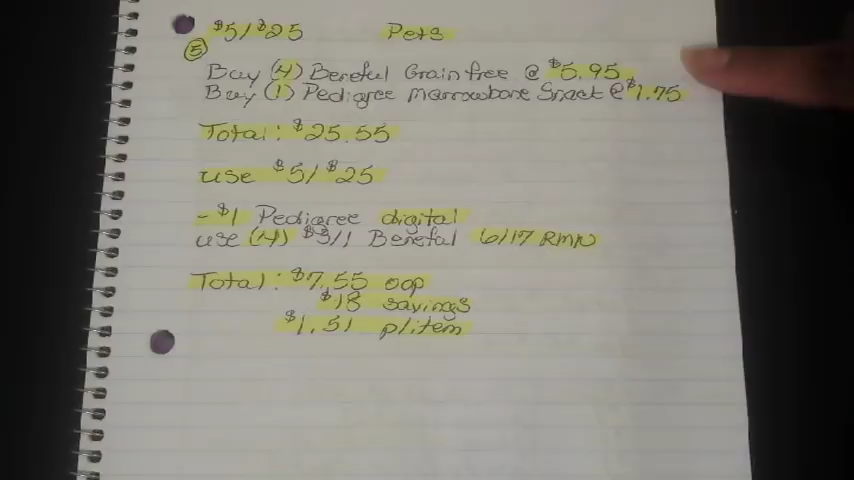 $5/$25 Pets
5
Buy (4) Beneful Grain free @ $5.95
Buy (1) Pedigree Marrowbone Snack @ $1.75
Total: $25.55
use $5/$25
- $1 Pedigree digital
use (4) $3/1 Beneful 6/17 RMN
Total: $7.55 oop
$18 savings
$1.51 p/item